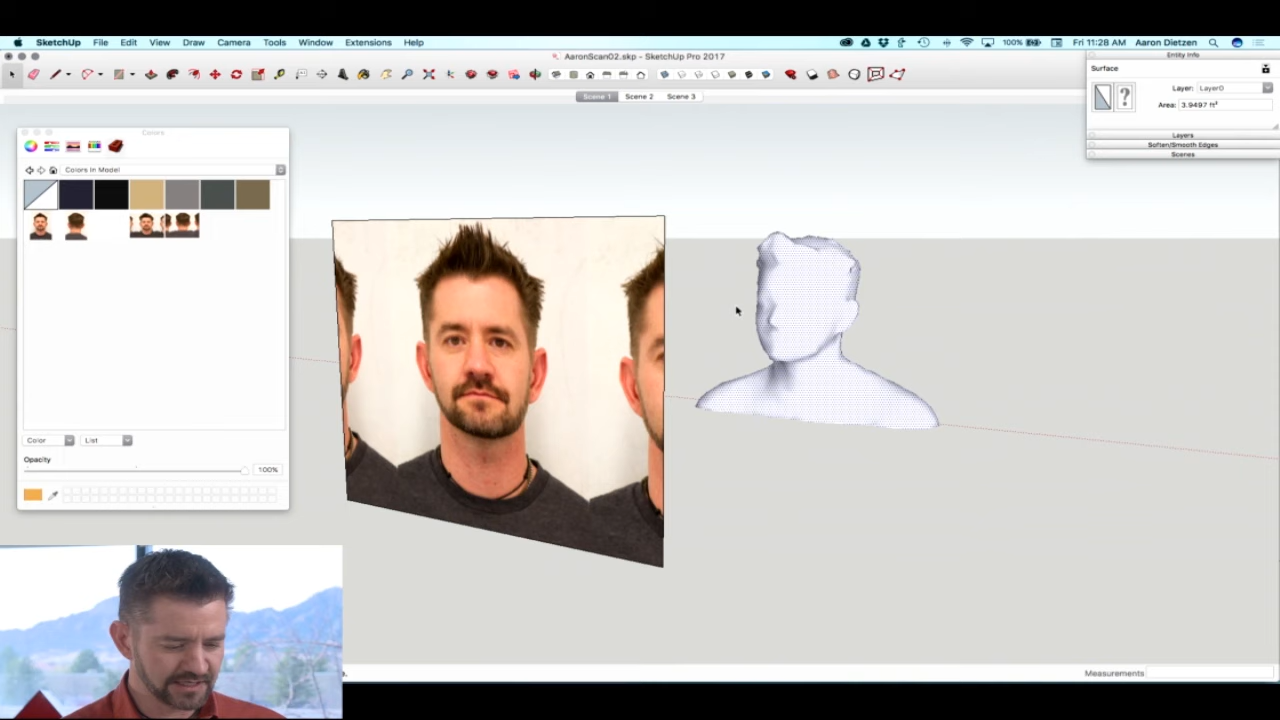 SketchUp File Edit View Draw Camera Tools Window Extensions Help
100% Fri 11:28 AM Aaron Dietzen
AaronScan02.skp - SketchUp Pro 2017
Scene 1 Scene 2 Scene 3
Entity Info
Surface
Layer: Layer0
Area: 3.9497 ft²
Layers
Soften/Smooth Edges
Scenes
Colors
Colors In Model
Color List
Opacity
100%
Measurements